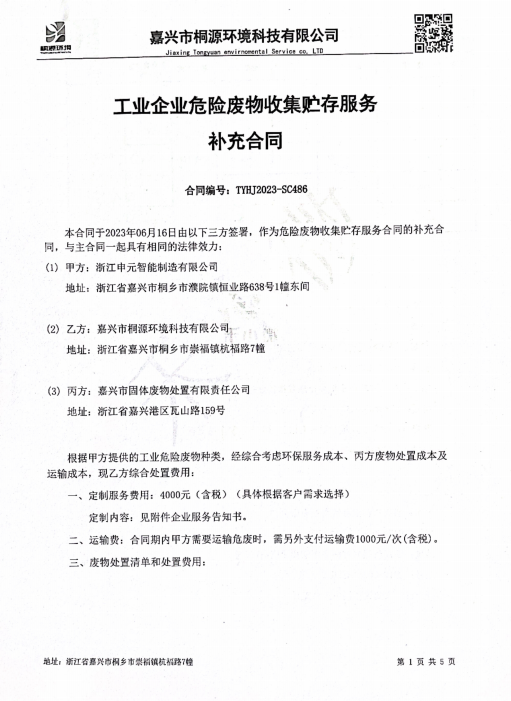 桐源环境
嘉兴市桐源环境科技有限公司
Jiaxing Tongyuan envirnomental Service co, LTD
工业企业危险废物收集贮存服务
补充合同
合同编号：TYHJ2023-SC486
本合同于2023年06月16日由以下三方签署，作为危险废物收集贮存服务合同的补充合
同，与主合同一起具有相同的法律效力：
(1) 甲方：浙江申元智能制造有限公司
地址：浙江省嘉兴市桐乡市濮院镇恒业路638号1幢东间
(2) 乙方：嘉兴市桐源环境科技有限公司
地址：浙江省嘉兴市桐乡市崇福镇杭福路7幢
(3) 丙方：嘉兴市固体废物处置有限责任公司
地址：浙江省嘉兴港区瓦山路159号
根据甲方提供的工业危险废物种类，经综合考虑环保服务成本、丙方废物处置成本及
运输成本，现乙方综合处置费用：
一、定制服务费用：4000元（含税）（具体根据客户需求选择）
定制内容：见附件企业服务告知书。
二、运输费：合同期内甲方需要运输危废时，需另外支付运输费1000元/次(含税)。
三、废物处置清单和处置费用：
地址：浙江省嘉兴市桐乡市崇福镇杭福路7幢
第 1 页 共 5 页